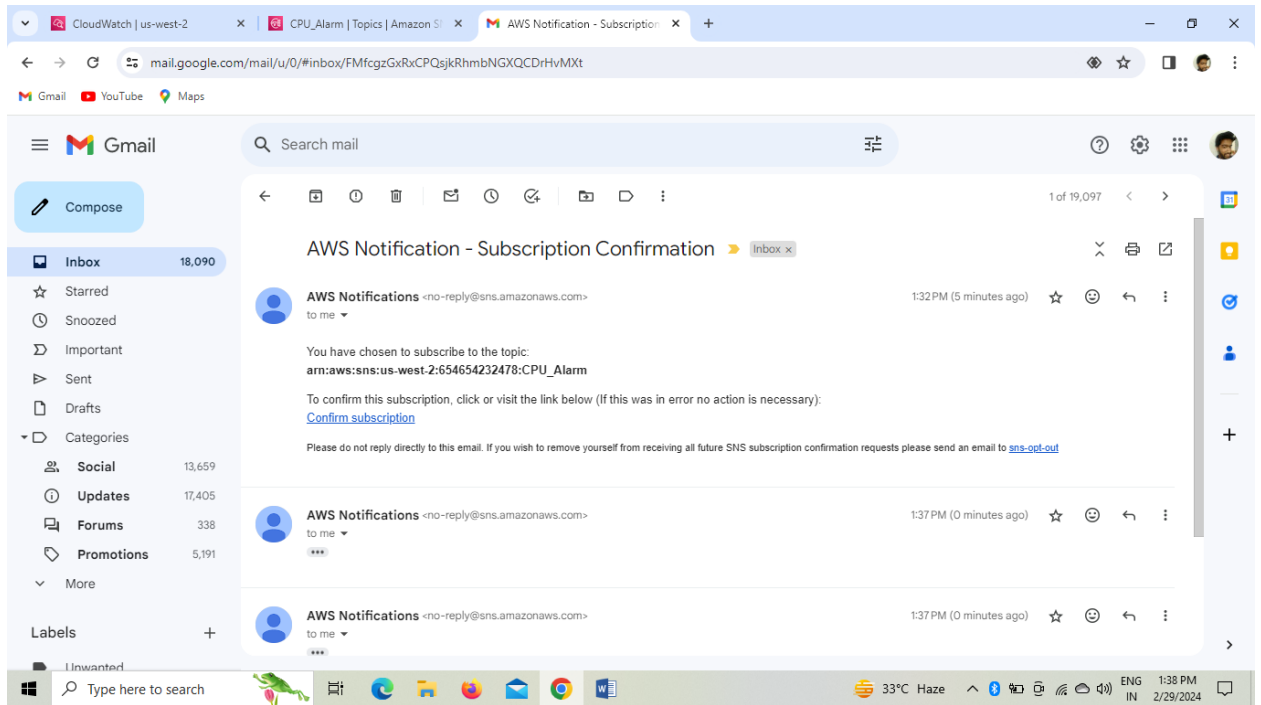 CloudWatch | us-west-2
CPU_Alarm | Topics | Amazon S
AWS Notification - Subscription
mail.google.com/mail/u/0/#inbox/FMfcgzGxRxCPQsjkRhmbNGXQCDrHvMXt
Gmail YouTube Maps
Gmail
Search mail
Compose
1 of 19,097
AWS Notification - Subscription Confirmation Inbox ×
Inbox 18,090
Starred
Snoozed
Important
Sent
Drafts
Categories
Social 13,659
Updates 17,405
Forums 338
Promotions 5,191
More
Labels
Unwanted
AWS Notifications <no-reply@sns.amazonaws.com> 1:32 PM (5 minutes ago)
to me
You have chosen to subscribe to the topic:
arn:aws:sns:us-west-2:654654232478:CPU_Alarm
To confirm this subscription, click or visit the link below (If this was in error no action is necessary):
Confirm subscription
Please do not reply directly to this email. If you wish to remove yourself from receiving all future SNS subscription confirmation requests please send an email to sns-opt-out
AWS Notifications <no-reply@sns.amazonaws.com> 1:37 PM (0 minutes ago)
to me
AWS Notifications <no-reply@sns.amazonaws.com> 1:37 PM (0 minutes ago)
to me
31
Type here to search
33°C Haze
ENG
IN
1:38 PM
2/29/2024